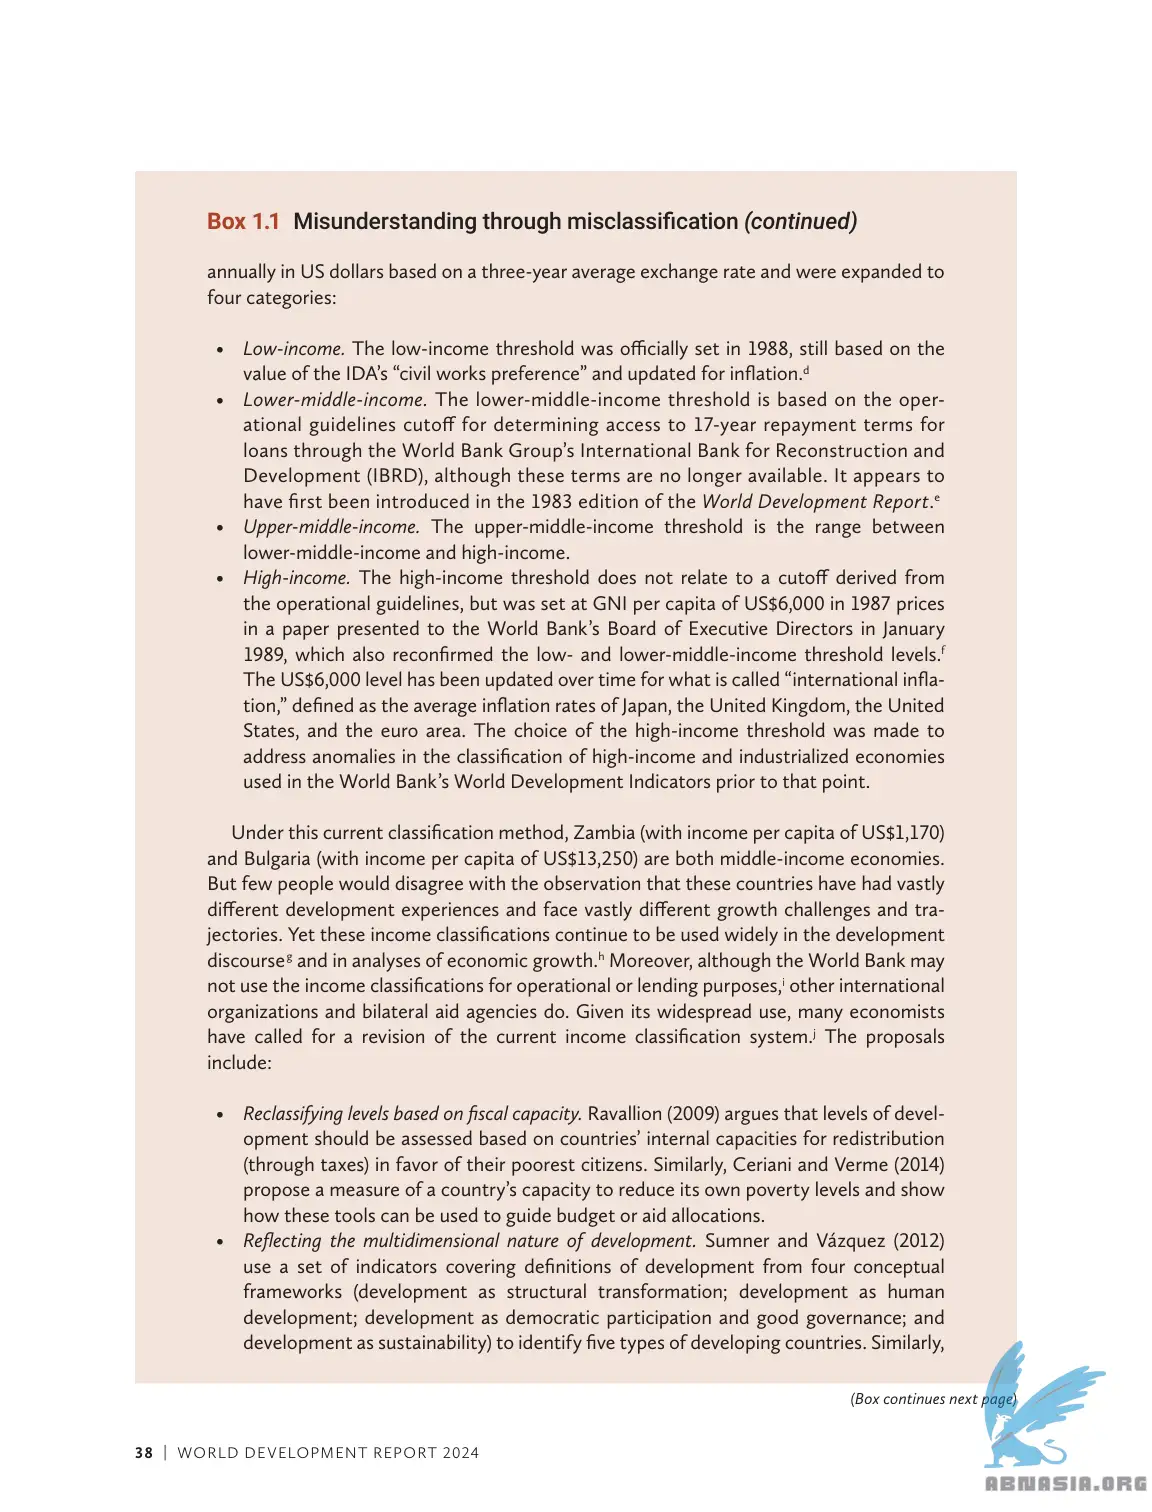 Box 1.1 Misunderstanding through misclassification (continued)
annually in US dollars based on a three-year average exchange rate and were expanded to
four categories:
• Low-income. The low-income threshold was officially set in 1988, still based on the
value of the IDA’s “civil works preference” and updated for inflation.d
• Lower-middle-income. The lower-middle-income threshold is based on the oper-
ational guidelines cutoff for determining access to 17-year repayment terms for
loans through the World Bank Group’s International Bank for Reconstruction and
Development (IBRD), although these terms are no longer available. It appears to
have first been introduced in the 1983 edition of the World Development Report.e
• Upper-middle-income. The upper-middle-income threshold is the range between
lower-middle-income and high-income.
• High-income. The high-income threshold does not relate to a cutoff derived from
the operational guidelines, but was set at GNI per capita of US$6,000 in 1987 prices
in a paper presented to the World Bank’s Board of Executive Directors in January
1989, which also reconfirmed the low- and lower-middle-income threshold levels.f
The US$6,000 level has been updated over time for what is called “international infla-
tion,” defined as the average inflation rates of Japan, the United Kingdom, the United
States, and the euro area. The choice of the high-income threshold was made to
address anomalies in the classification of high-income and industrialized economies
used in the World Bank’s World Development Indicators prior to that point.
Under this current classification method, Zambia (with income per capita of US$1,170)
and Bulgaria (with income per capita of US$13,250) are both middle-income economies.
But few people would disagree with the observation that these countries have had vastly
different development experiences and face vastly different growth challenges and tra-
jectories. Yet these income classifications continue to be used widely in the development
discourseg and in analyses of economic growth.h Moreover, although the World Bank may
not use the income classifications for operational or lending purposes,i other international
organizations and bilateral aid agencies do. Given its widespread use, many economists
have called for a revision of the current income classification system.j The proposals
include:
• Reclassifying levels based on fiscal capacity. Ravallion (2009) argues that levels of devel-
opment should be assessed based on countries’ internal capacities for redistribution
(through taxes) in favor of their poorest citizens. Similarly, Ceriani and Verme (2014)
propose a measure of a country’s capacity to reduce its own poverty levels and show
how these tools can be used to guide budget or aid allocations.
• Reflecting the multidimensional nature of development. Sumner and Vázquez (2012)
use a set of indicators covering definitions of development from four conceptual
frameworks (development as structural transformation; development as human
development; development as democratic participation and good governance; and
development as sustainability) to identify five types of developing countries. Similarly,
(Box continues next page)
38 | WORLD DEVELOPMENT REPORT 2024
ABNASIA.ORG